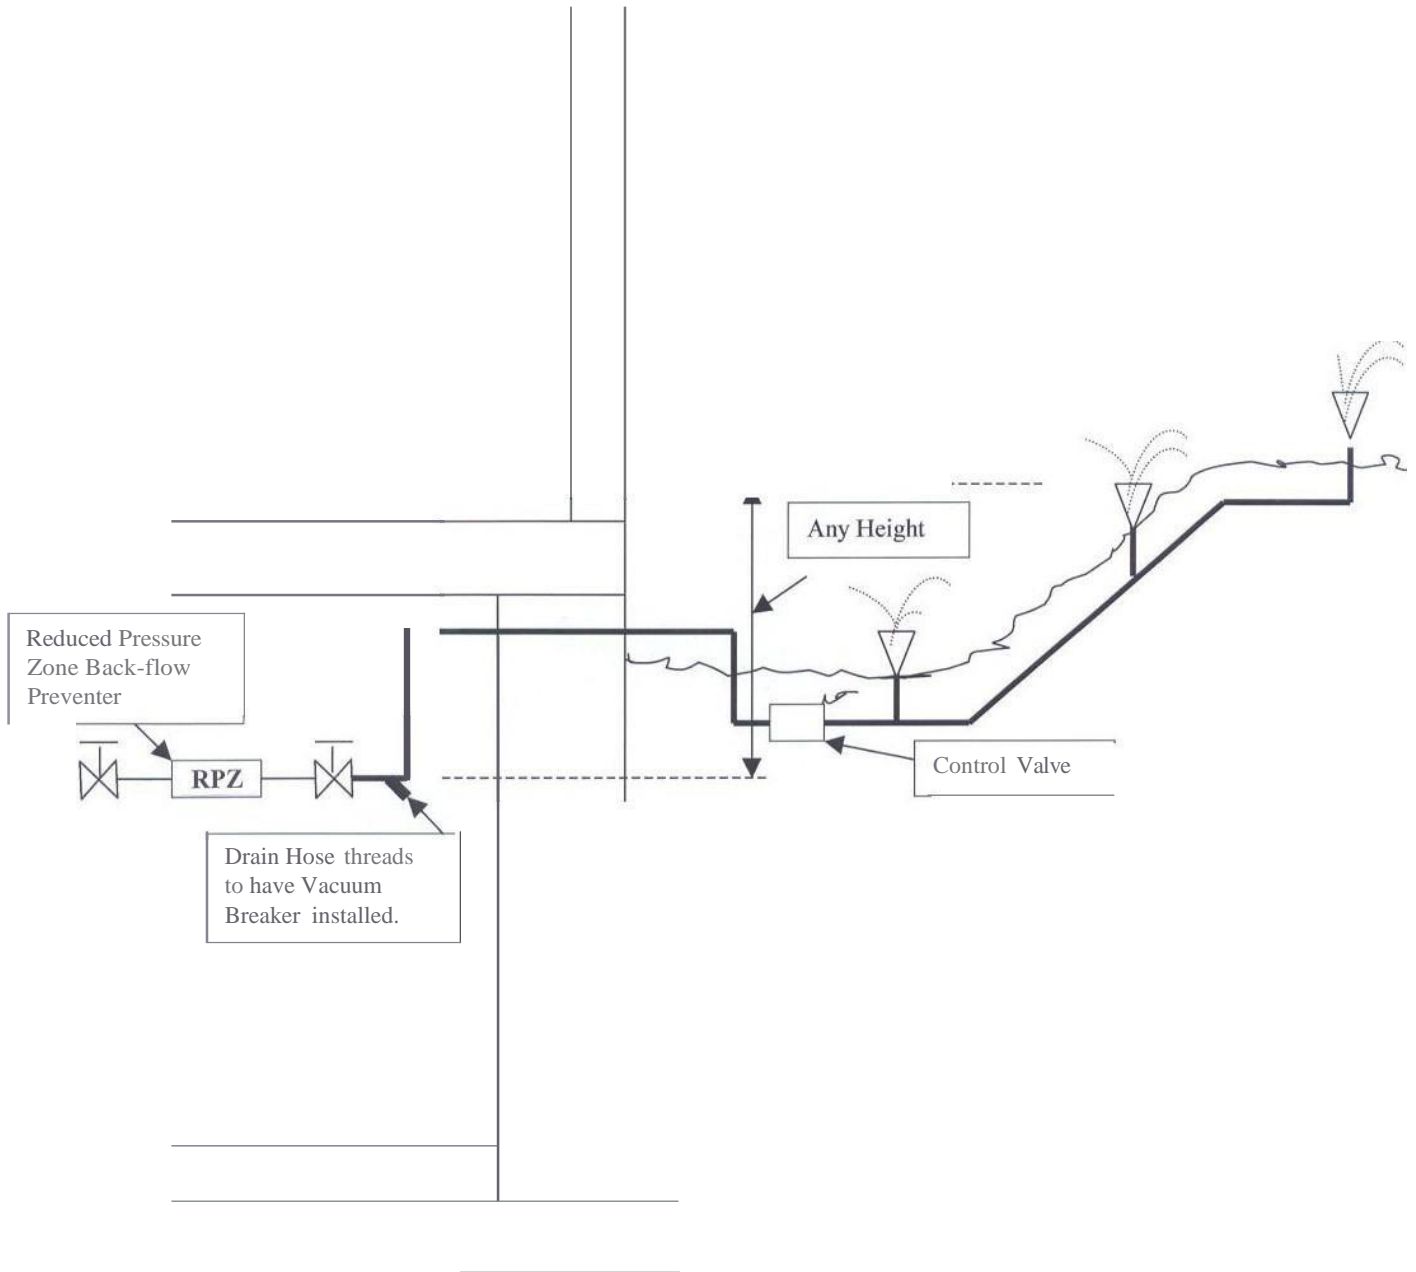 Any Height
Reduced Pressure
Zone Back-flow
Preventer
Control Valve
RPZ
Drain Hose threads
to have Vacuum
Breaker installed.